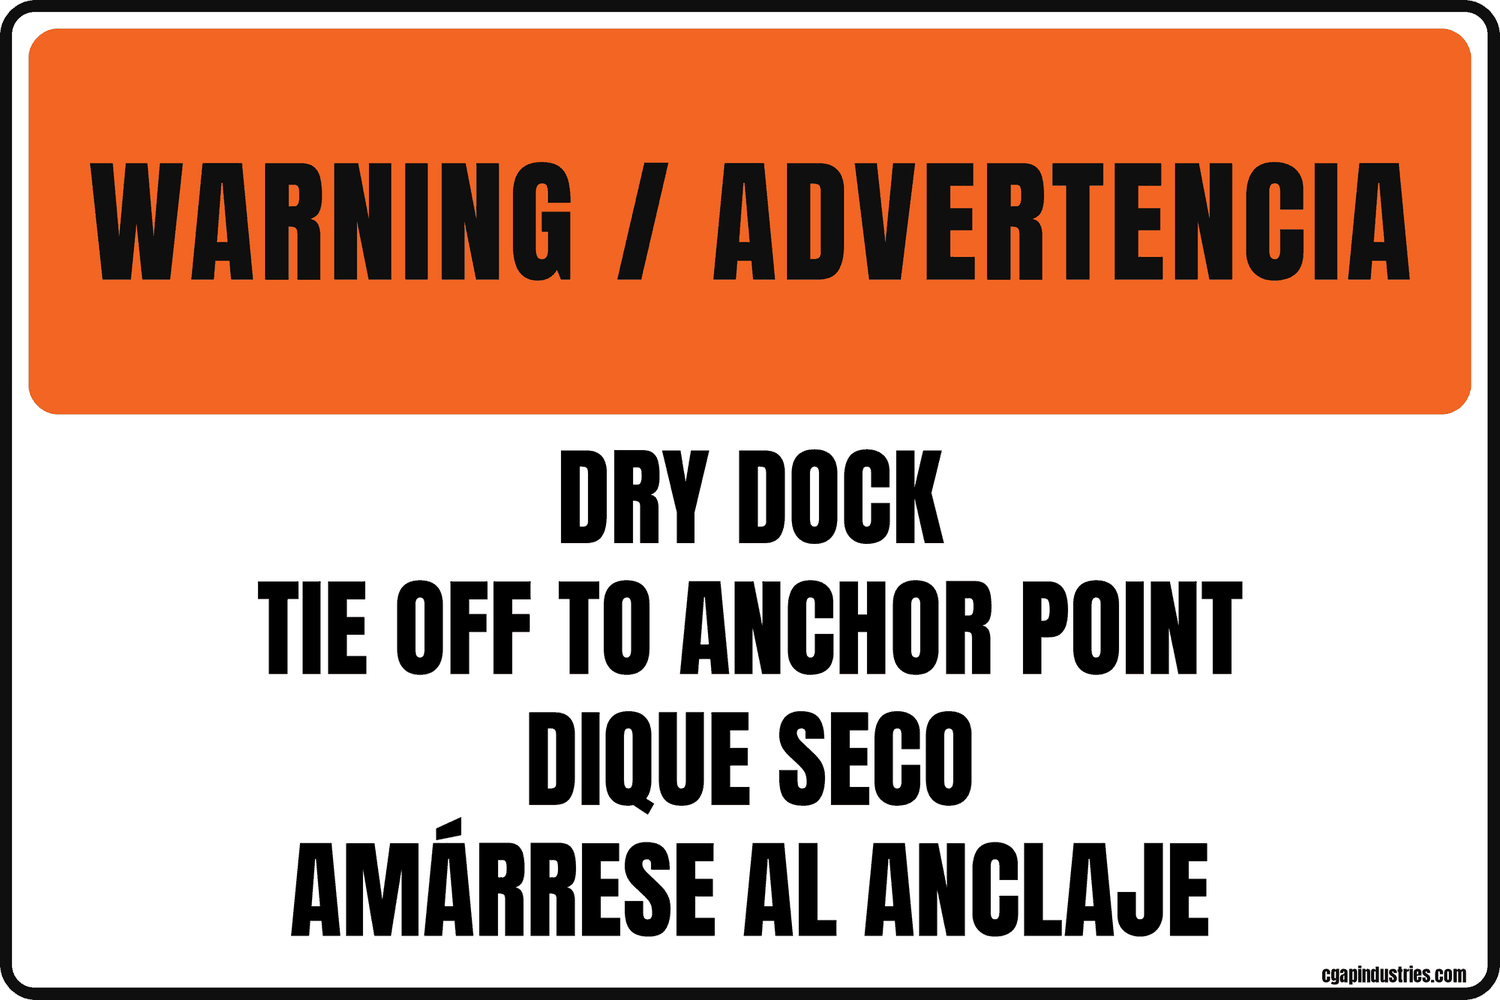 WARNING / ADVERTENCIA
DRY DOCK
TIE OFF TO ANCHOR POINT
DIQUE SECO
AMÁRRESE AL ANCLAJE
cgapindustries.com